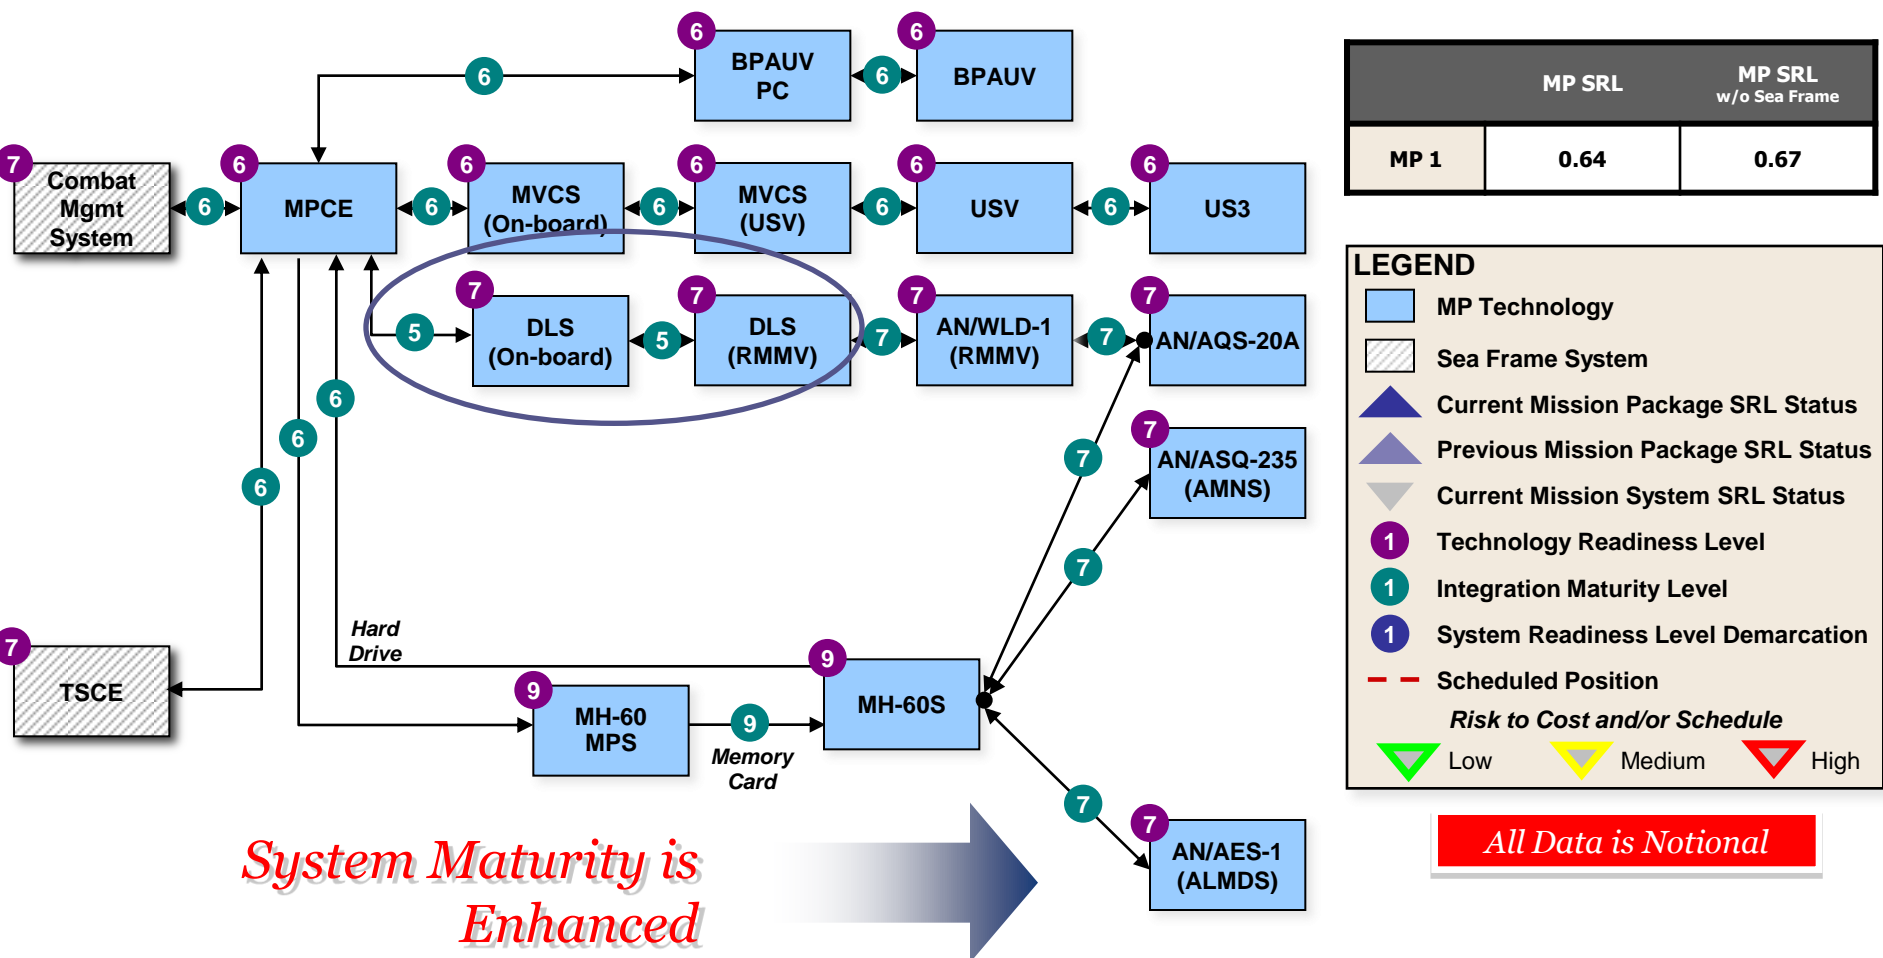 6
BPAUV
PC
6
6
BPAUV
6
MP SRL
MP SRL
w/o Sea Frame
MP 1
0.64
0.67
7
Combat
Mgmt
System
6
6
MPCE
6
6
MVCS
(On-board)
6
6
MVCS
(USV)
6
6
USV
6
6
US3
5
7
DLS
(On-board)
5
7
DLS
(RMMV)
7
7
AN/WLD-1
(RMMV)
7
7
AN/AQS-20A
6
6
6
7
7
AN/ASQ-235
(AMNS)
7
Hard
Drive
7
TSCE
9
MH-60
MPS
9
Memory
Card
9
MH-60S
7
7
AN/AES-1
(ALMDS)
LEGEND
MP Technology
Sea Frame System
Current Mission Package SRL Status
Previous Mission Package SRL Status
Current Mission System SRL Status
1 Technology Readiness Level
1 Integration Maturity Level
1 System Readiness Level Demarcation
Scheduled Position
Risk to Cost and/or Schedule
Low Medium High
All Data is Notional
System Maturity is
Enhanced